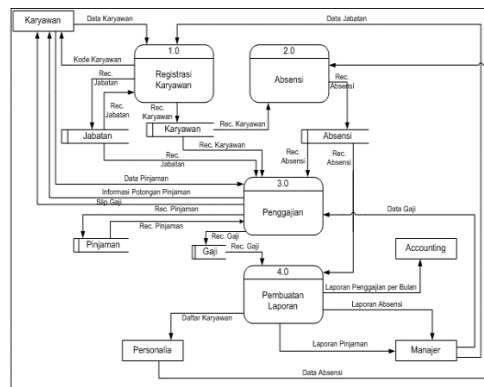 Karyawan
Data Karyawan
Data Jabatan
1.0
2.0
Kode Karyawan
Registrasi
Karyawan
Absensi
Rec.
Jabatan
Rec.
Jabatan
Rec.
Karyawan
Rec.
Absensi
Rec. Karyawan
Jabatan
Karyawan
Absensi
Rec. Karyawan
Rec.
Jabatan
Rec.
Absensi
Rec.
Absensi
Data Pinjaman
3.0
Informasi Potongan Pinjaman
Slip Gaji
Penggajian
Data Gaji
Rec. Pinjaman
Rec. Pinjaman
Rec. Gaji
Pinjaman
Gaji
Rec. Gaji
Accounting
4.0
Pembuatan
Laporan
Laporan Penggajian per Bulan
Laporan Absensi
Daftar Karyawan
Laporan Pinjaman
Personalia
Manajer
Data Absensi